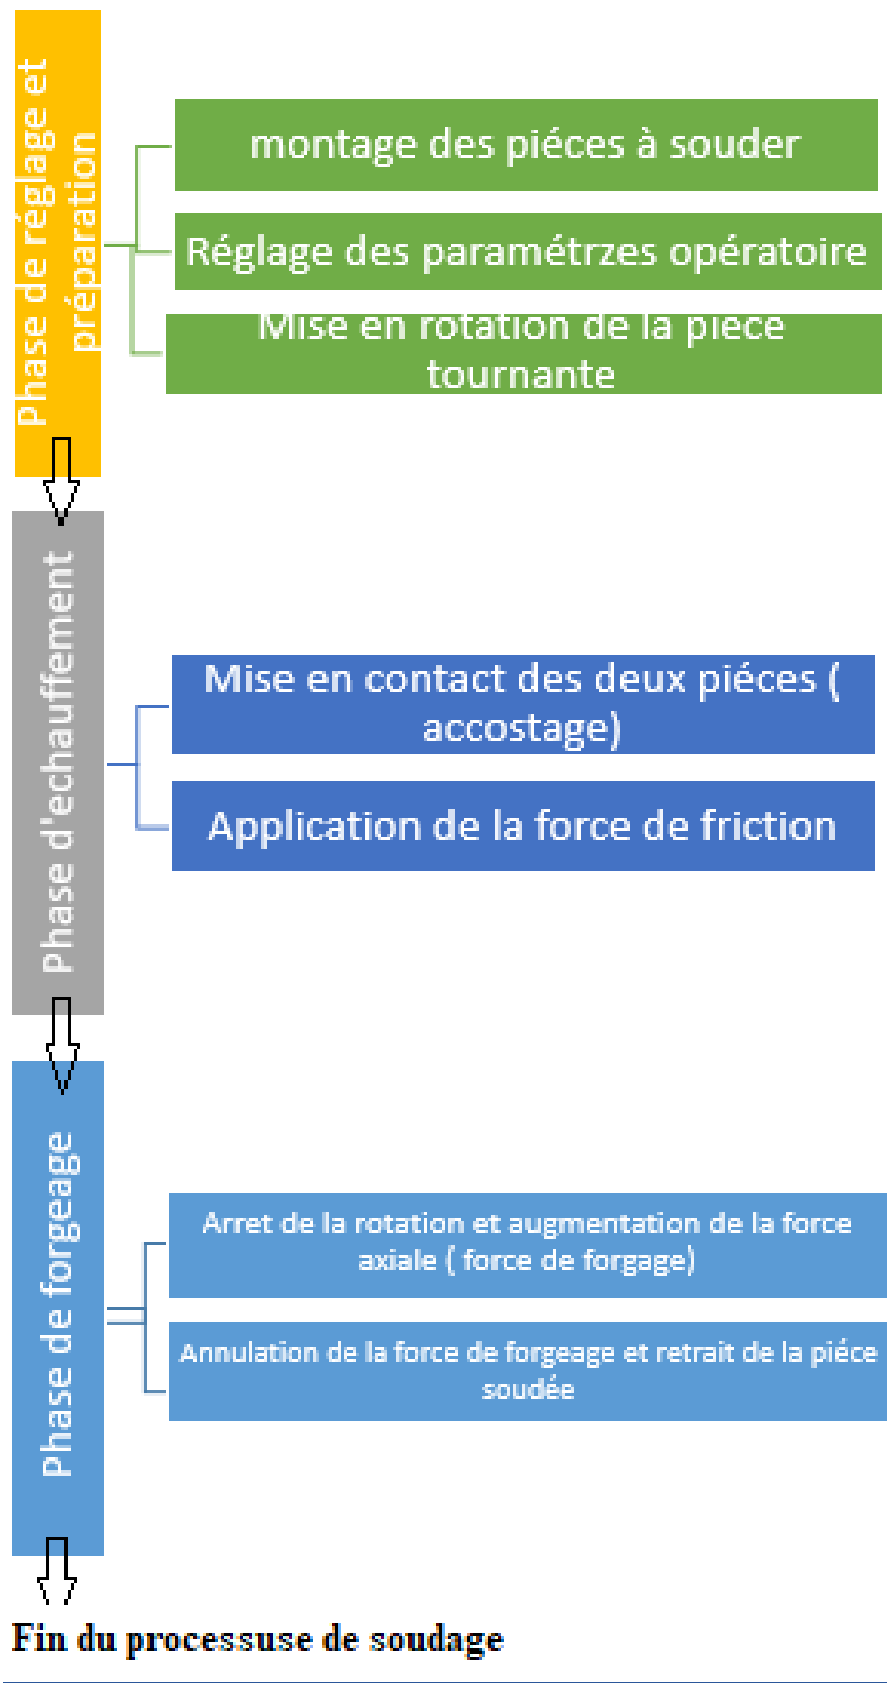 Phase de réglage et
préparation
montage des piéces à souder
Réglage des paramétrzes opératoire
Mise en rotation de la pièce
tournante
Phase d'echauffement
Mise en contact des deux piéces (
accostage)
Application de la force de friction
Phase de forgeage
Arret de la rotation et augmentation de la force
axiale ( force de forgage)
Annulation de la force de forgeage et retrait de la piéce
soudée
Fin du processuse de soudage